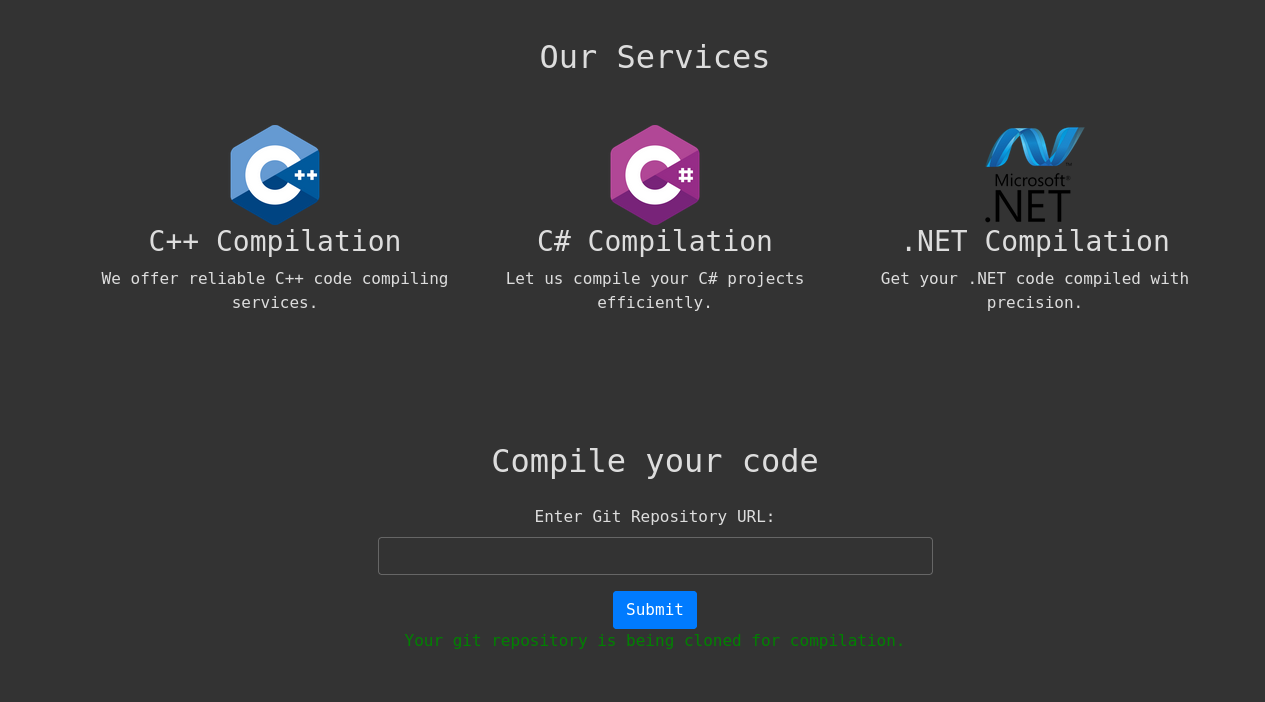 Our Services
C++
C#
Microsoft®
.NET™
C++ Compilation
C# Compilation
.NET Compilation
We offer reliable C++ code compiling
services.
Let us compile your C# projects
efficiently.
Get your .NET code compiled with
precision.
Compile your code
Enter Git Repository URL:
Submit
Your git repository is being cloned for compilation.